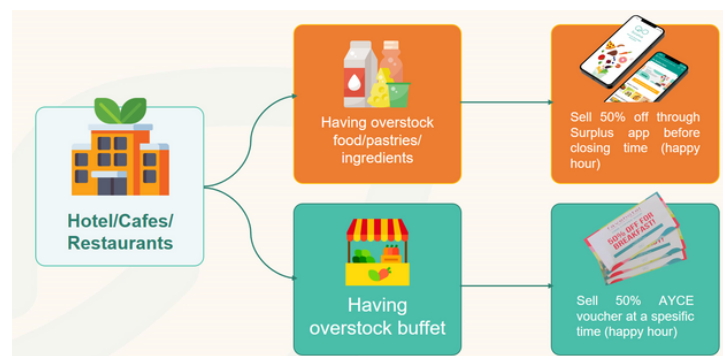 Hotel/Cafes/
Restaurants
Having overstock
food/pastries/
ingredients
Sell 50% off through
Surplus app before
closing time (happy
hour)
Having
overstock buffet
50% OFF FOR
BREAKFAST!
Sell 50% AYCE
voucher at a spesific
time (happy hour)